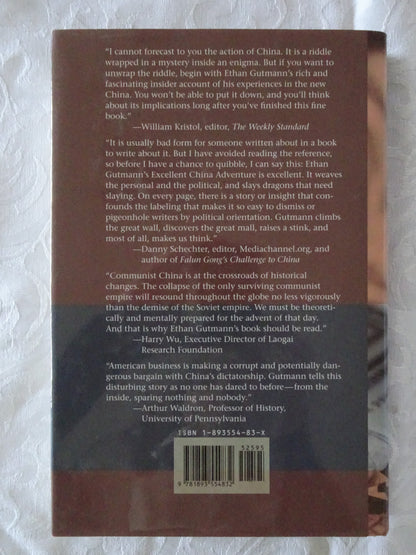 “I cannot forecast to you the action of China. It is a riddle
wrapped in a mystery inside an enigma. But if you want to
unwrap the riddle, begin with Ethan Gutmann’s rich and
fascinating insider account of his experiences in the new
China. You won’t be able to put it down, and you’ll think
about its implications long after you’ve finished this fine
book.”
—William Kristol, editor, The Weekly Standard
“It is usually bad form for someone written about in a book
to write about it. But I have avoided reading the reference,
so before I have a chance to quibble, I can say this: Ethan
Gutmann’s Excellent China Adventure is excellent. It
weaves the personal and the political, and slays dragons that
need slaying. On every page, there is a story or insight that con-
founds the labeling that makes it so easy to dismiss or
pigeonhole writers by political orientation. Gutmann climbs
the great wall, discovers the great mall, raises a stink, and
most of all, makes us think.”
—Danny Schechter, editor, Mediachannel.org, and
author of Falun Gong’s Challenge to China
“Communist China is at the crossroads of historical
changes. The collapse of the only surviving communist
empire will resound throughout the globe no less vigorously
than the demise of the Soviet empire. We must be theoreti-
cally and mentally prepared for the advent of that day.
And that is why Ethan Gutmann’s book should be read.”
—Harry Wu, Executive Director of Laogai
Research Foundation
“American business is making a corrupt and potentially dan-
gerous bargain with China’s dictatorship. Gutmann tells this
disturbing story as no one has dared to before—from the
inside, sparing nothing and nobody.”
—Arthur Waldron, Professor of History,
University of Pennsylvania
ISBN 1-893554-83-X
52595
9 781893 554832